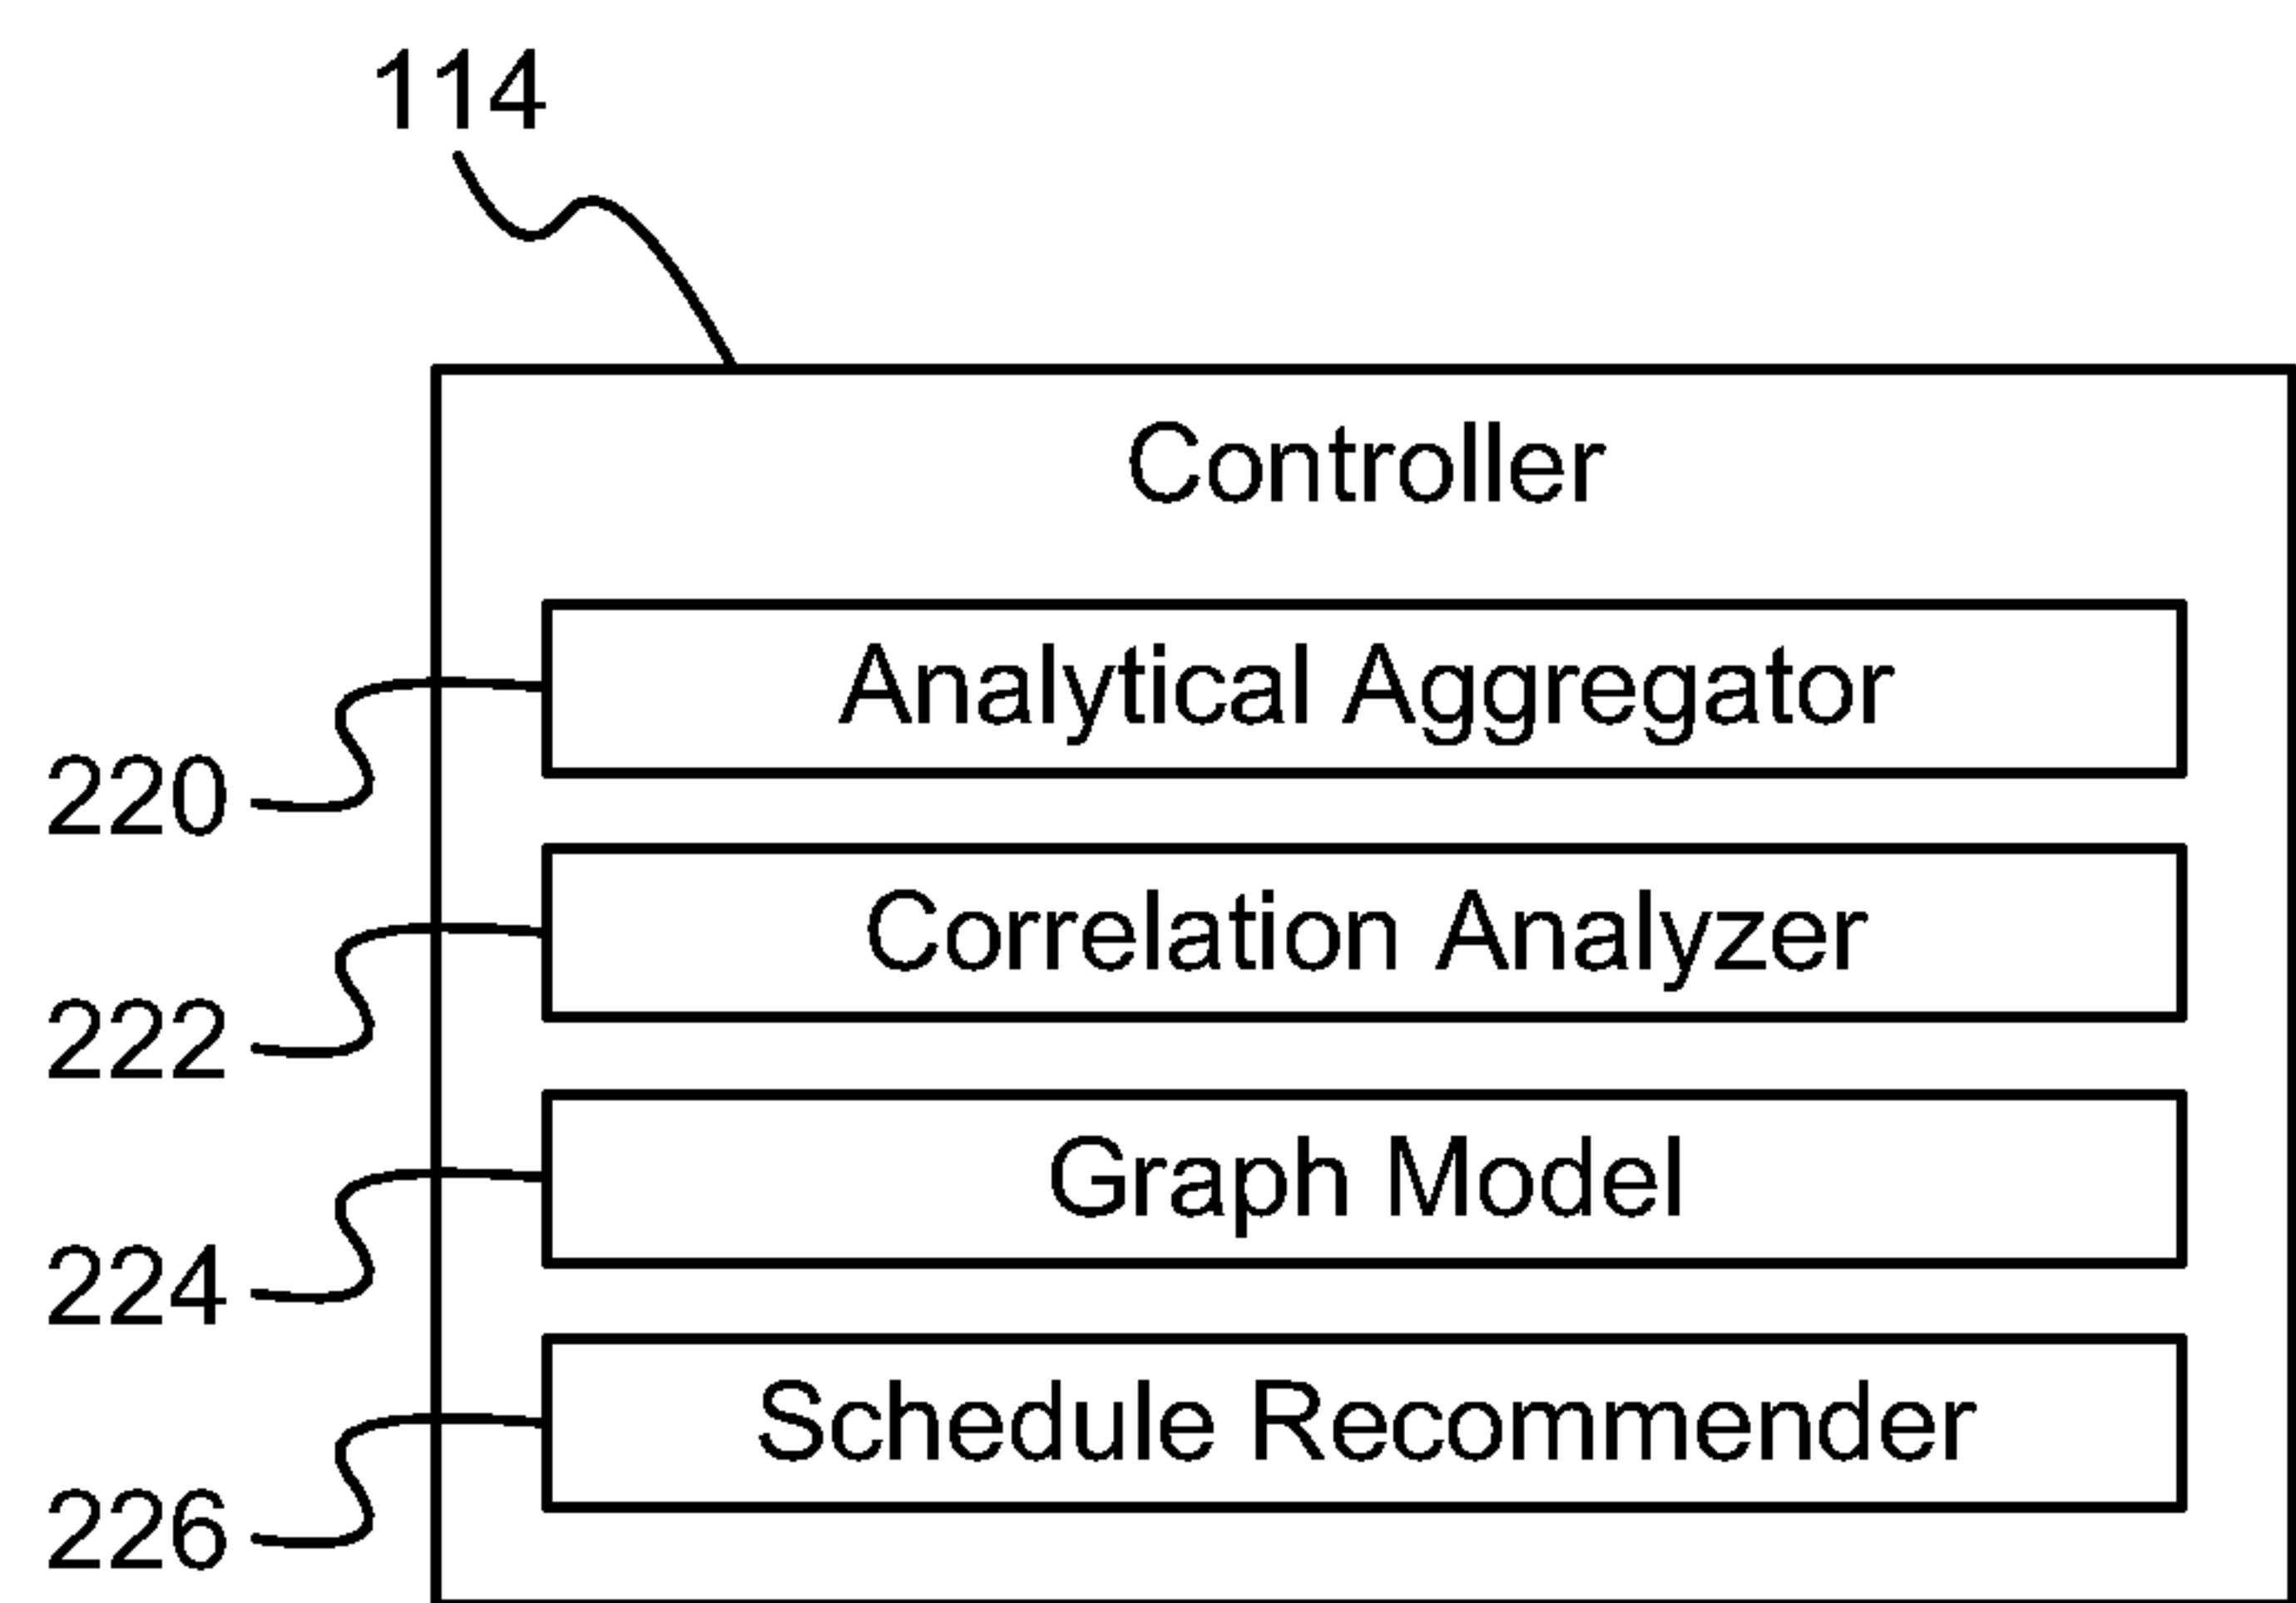 114
Controller
Analytical Aggregator
220
Correlation Analyzer
222
Graph Model
224
Schedule Recommender
226